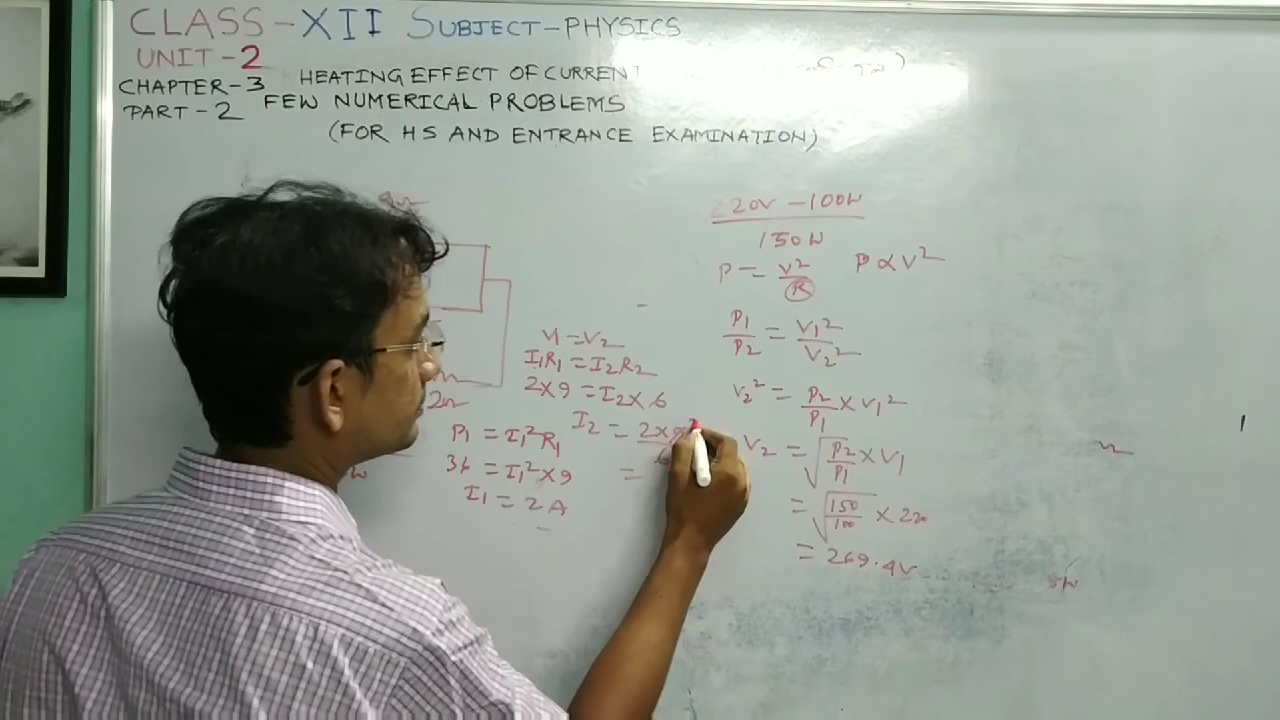 CLASS-XII SUBJECT-PHYSICS
UNIT-2
CHAPTER-3 HEATING EFFECT OF CURRENT
PART-2 FEW NUMERICAL PROBLEMS
(FOR HS AND ENTRANCE EXAMINATION)
9Ω
2Ω
P₁ = I₁²R₁
36 = I₁² × 9
I₁ = 2A
V₁ = V₂
I₁R₁ = I₂R₂
2×9 = I₂×6
I₂ = 2×9
=
220V – 100W
150W
P = V²/R P ∝ V²
P₁/P₂ = V₁²/V₂²
V₂² = P₂/P₁ × V₁²
V₂ = √(P₂/P₁) × V₁
= √(150/100) × 220
= 269.4V